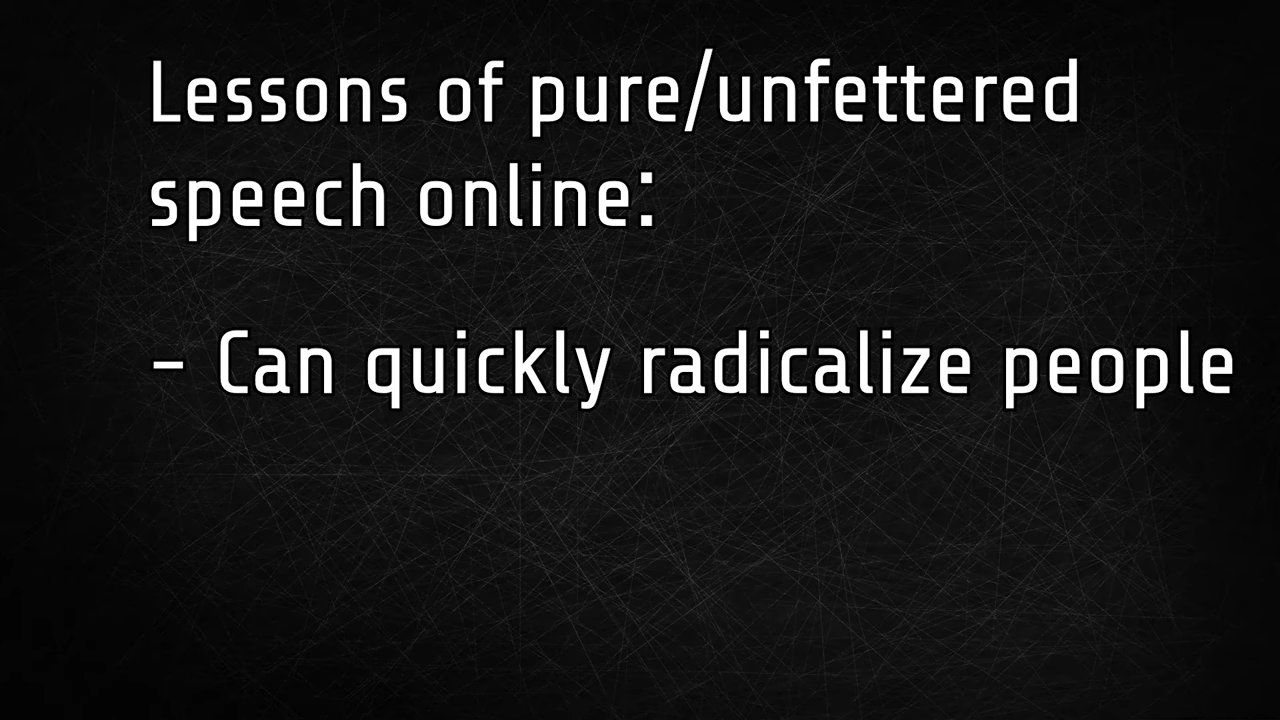 Lessons of pure/unfettered
speech online:
- Can quickly radicalize people